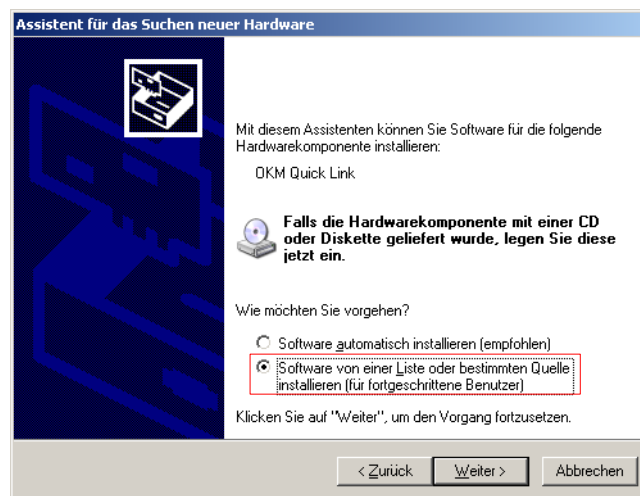 Assistent für das Suchen neuer Hardware
Mit diesem Assistenten können Sie Software für die folgende
Hardwarekomponente installieren:
OKM Quick Link
Falls die Hardwarekomponente mit einer CD
oder Diskette geliefert wurde, legen Sie diese
jetzt ein.
Wie möchten Sie vorgehen?
Software automatisch installieren (empfohlen)
Software von einer Liste oder bestimmten Quelle
installieren (für fortgeschrittene Benutzer)
Klicken Sie auf "Weiter", um den Vorgang fortzusetzen.
< Zurück Weiter > Abbrechen